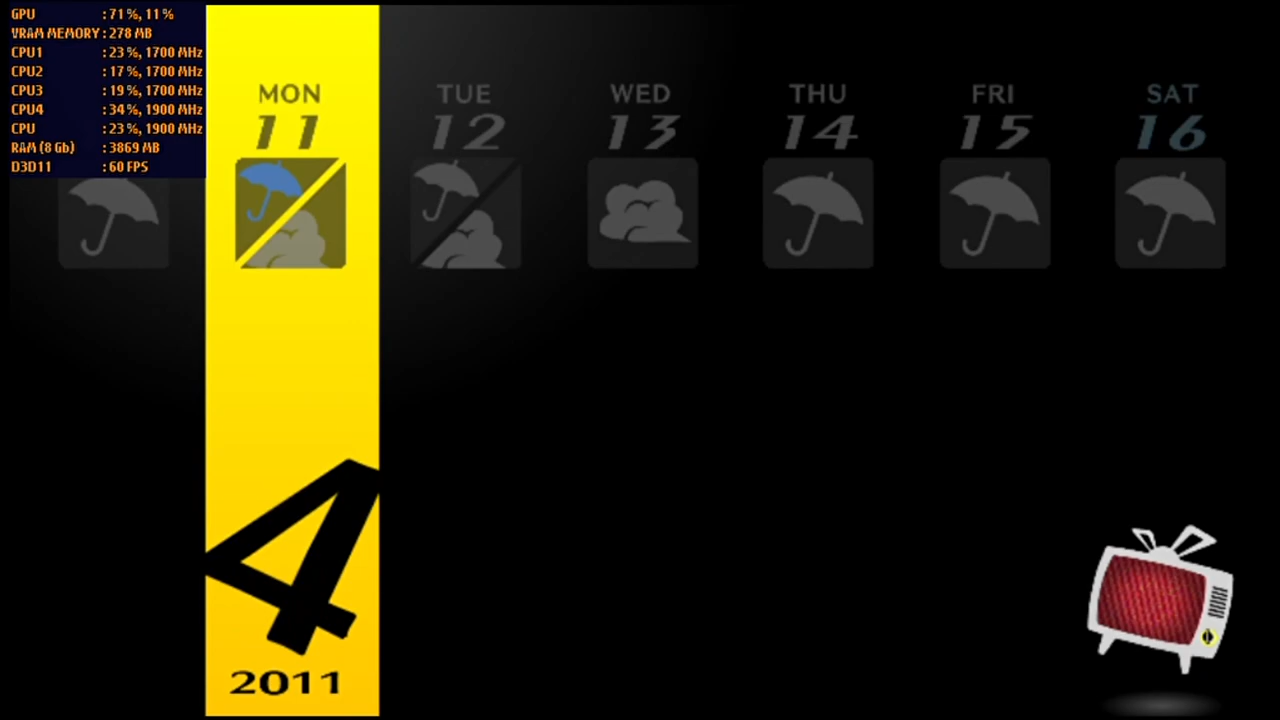 GPU : 71 %, 11 %
VRAM MEMORY : 278 MB
CPU1 : 23 %, 1700 MHz
CPU2 : 17 %, 1700 MHz
CPU3 : 19 %, 1700 MHz
CPU4 : 34 %, 1900 MHz
CPU : 23 %, 1900 MHz
RAM (8 Gb) : 3869 MB
D3D11 : 60 FPS
MON TUE WED THU FRI SAT
11 12 13 14 15 16
4
2011